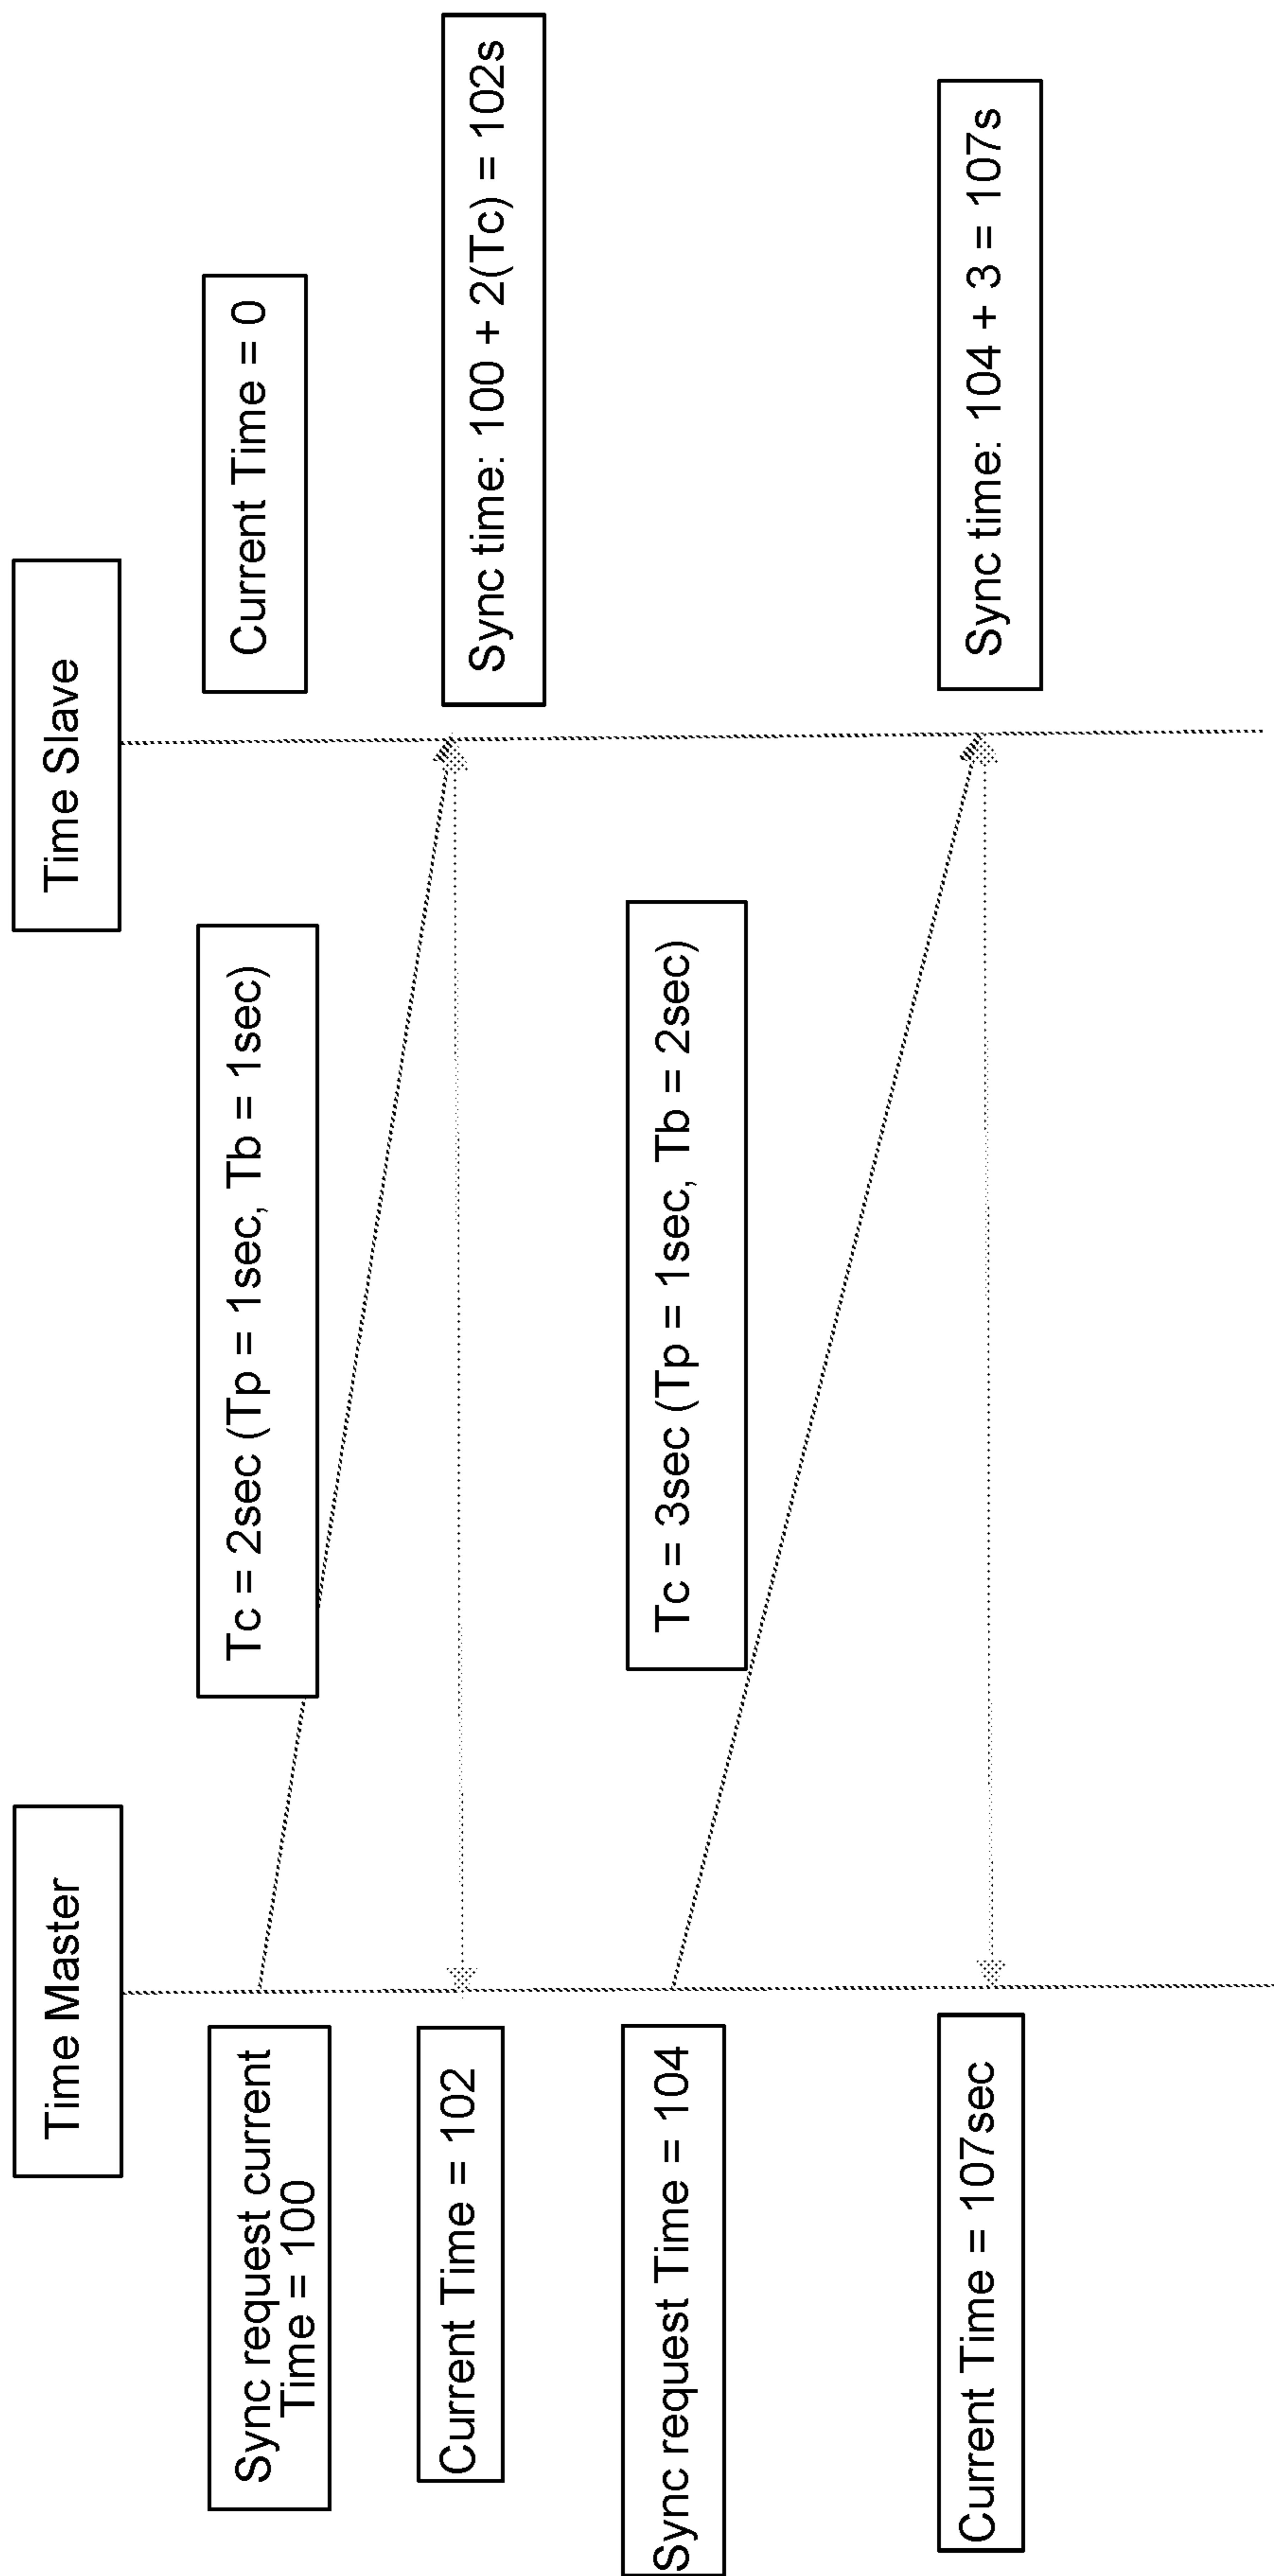 Time Master
Time Slave
Sync request current
Time = 100
Tc = 2sec (Tp = 1sec, Tb = 1sec)
Current Time = 0
Current Time = 102
Sync time: 100 + 2(Tc) = 102s
Sync request Time = 104
Tc = 3sec (Tp = 1sec, Tb = 2sec)
Current Time = 107sec
Sync time: 104 + 3 = 107s